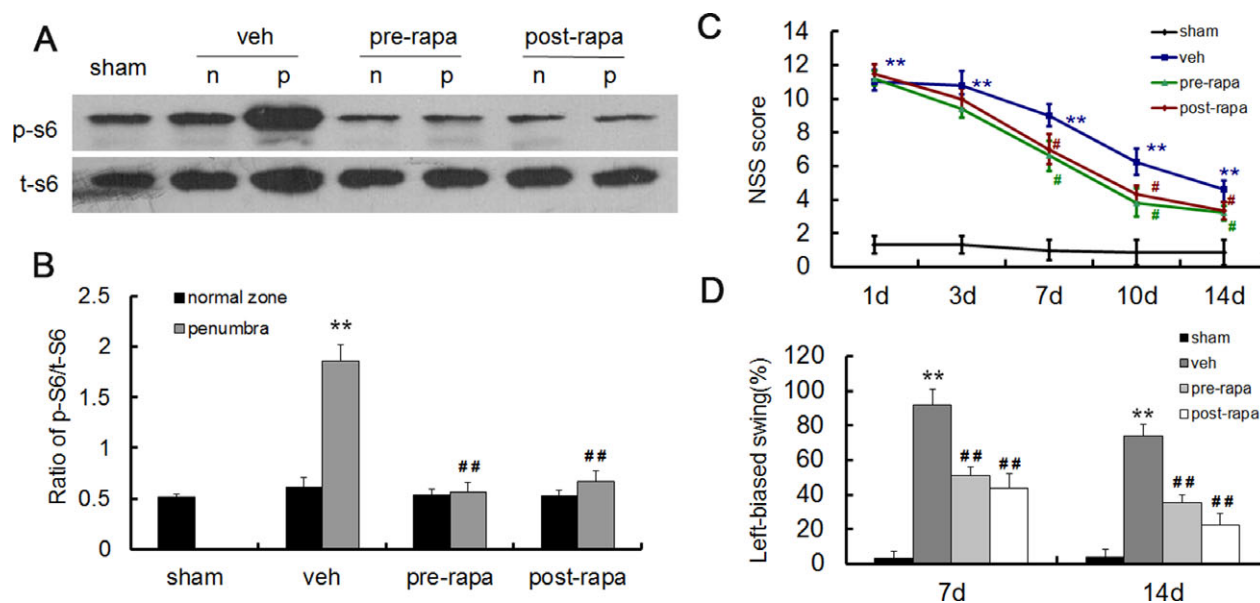 A
veh
pre-rapa
post-rapa
sham
n
p
n
p
n
p
p-s6
t-s6
B
Ratio of p-S6/t-S6
2.5
2
1.5
1
0.5
0
normal zone
penumbra
**
##
##
sham
veh
pre-rapa
post-rapa
C
NSS score
14
12
10
8
6
4
2
0
**
**
**
**
**
#
#
#
#
#
#
sham
veh
pre-rapa
post-rapa
1d
3d
7d
10d
14d
D
Left-biased swing(%)
120
100
80
60
40
20
0
**
##
##
**
##
##
sham
veh
pre-rapa
post-rapa
7d
14d